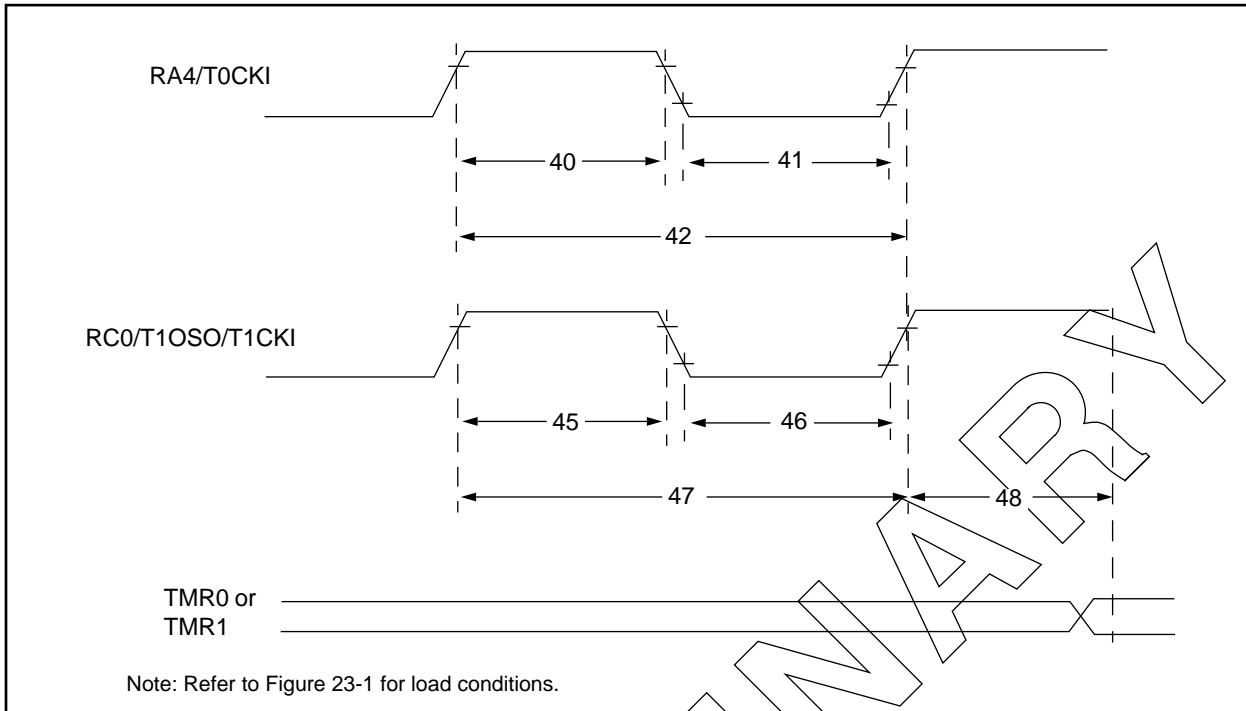 RA4/T0CKI
40
41
42
RC0/T1OSO/T1CKI
45
46
47
48
TMR0 or
TMR1
Note: Refer to Figure 23-1 for load conditions.
NARY